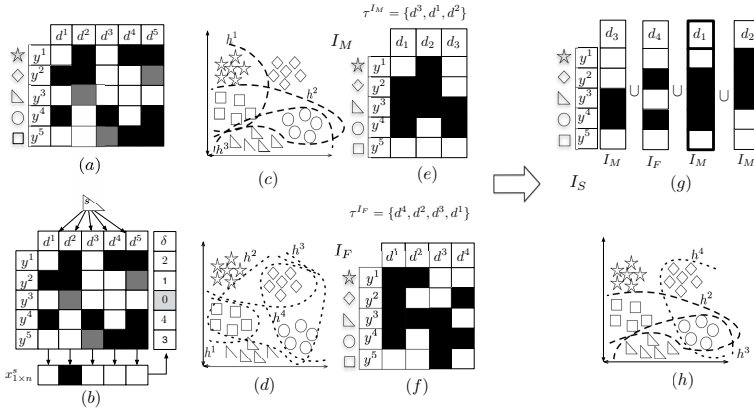 d¹ d² d³ d⁴ d⁵
y¹
y²
y³
y⁴
y⁵
(a)
s
d¹ d² d³ d⁴ d⁵ δ
y¹ 2
y² 1
y³ 0
y⁴ 4
y⁵ 3
xˢ₁ₓₙ
(b)
h¹
h²
h³
(c)
h³
h²
h⁴
h¹
(d)
τ^{I_M} = {d³, d¹, d²}
I_M
d₁ d₂ d₃
y¹
y²
y³
y⁴
y⁵
(e)
τ^{I_F} = {d⁴, d², d³, d¹}
I_F
d¹ d² d³ d⁴
y¹
y²
y³
y⁴
y⁵
(f)
d₃ d₄ d₁ d₂
y¹
y²
y³ ∪ ∪ ∪
y⁴
y⁵
I_M I_F I_M I_M
I_S
(g)
h⁴
h²
h³
(h)